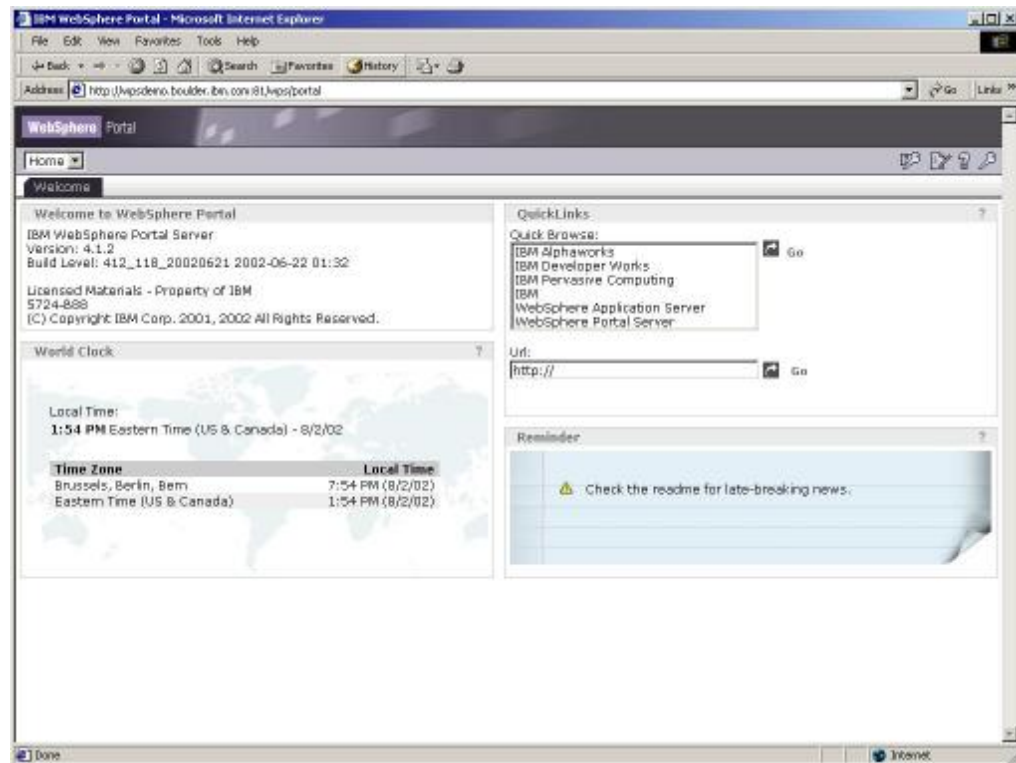 IBM WebSphere Portal - Microsoft Internet Explorer
File Edit View Favorites Tools Help
Back Search Favorites History
Address http://wpsdemo.boulder.ibm.com:81/wps/portal Go Links »
WebSphere Portal
Home
Welcome
Welcome to WebSphere Portal
IBM WebSphere Portal Server
Version: 4.1.2
Build Level: 412_118_20020621 2002-06-22 01:32
Licensed Materials - Property of IBM
5724-B88
(C) Copyright IBM Corp. 2001, 2002 All Rights Reserved.
World Clock ?
Local Time:
1:54 PM Eastern Time (US & Canada) - 8/2/02
Time Zone Local Time
Brussels, Berlin, Bern 7:54 PM (8/2/02)
Eastern Time (US & Canada) 1:54 PM (8/2/02)
QuickLinks ?
Quick Browse:
IBM Alphaworks
IBM Developer Works
IBM Pervasive Computing
IBM
WebSphere Application Server
WebSphere Portal Server
Go
Url:
http://
Go
Reminder ?
Check the readme for late-breaking news.
Done Internet